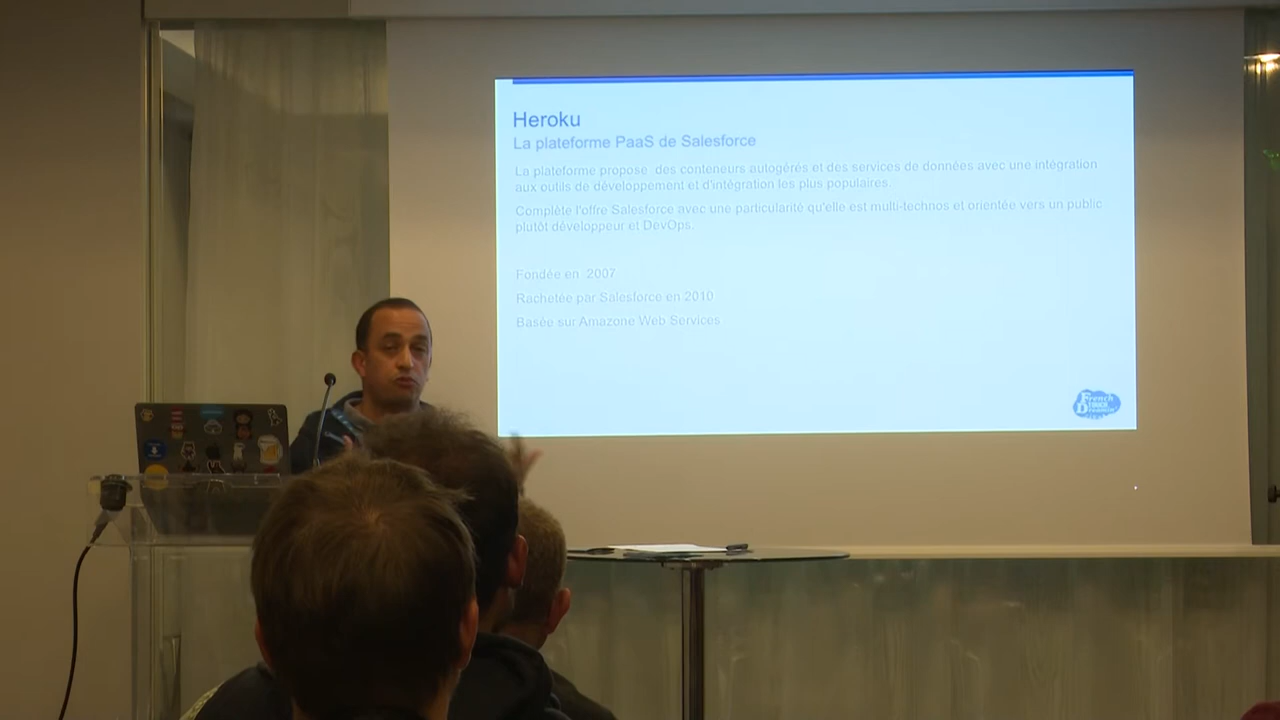 Heroku
La plateforme PaaS de Salesforce
La plateforme propose des conteneurs autogérés et des services de données avec une intégration
aux outils de développement et d'intégration les plus populaires.
Complète l'offre Salesforce avec une particularité qu'elle est multi-technos et orientée vers un public
plutôt développeur et DevOps.
Fondée en 2007
Rachetée par Salesforce en 2010
Basée sur Amazone Web Services
French